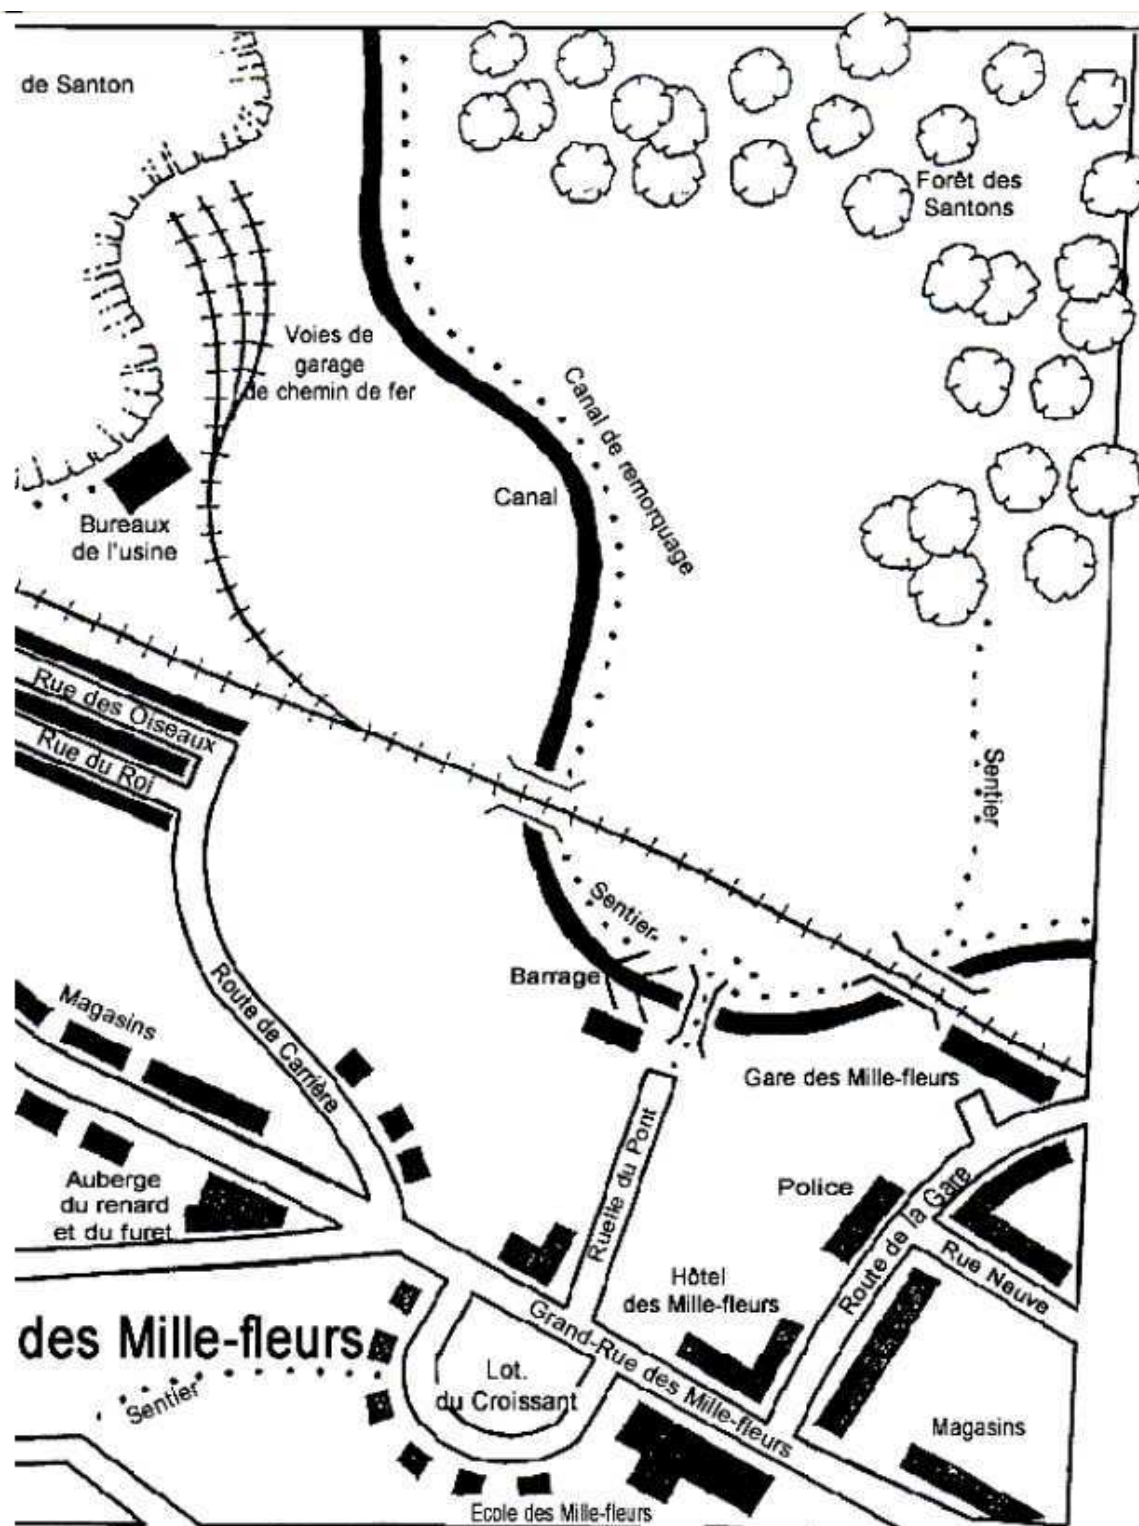 de Santon
Forêt des
Santons
Voies de
garage
de chemin de fer
Canal de remorquage
Canal
Bureaux
de l'usine
Rue des Oiseaux
Rue du Roi
Sentier
Sentier
Barrage
Route de Carrière
Magasins
Gare des Mille-fleurs
Auberge
du renard
et du furet
Ruelle du Pont
Police
Route de la Gare
Rue Neuve
Hôtel
des Mille-fleurs
Grand-Rue des Mille-fleurs
des Mille-fleurs
Sentier
Lot.
du Croissant
Magasins
Ecole des Mille-fleurs